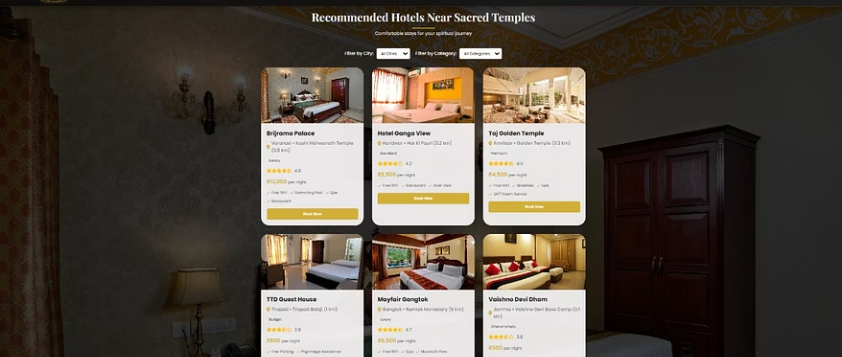 Recommended Hotels Near Sacred Temples
Comfortable stays for your spiritual journey
Filter by City: All Cities Filter by Category: All Categories
Srijrama Palace
Varanasi • Kashi Vishwanath Temple
(0.5 km)
Luxury
4.8
₹12,000 per night
✓ Free WiFi ✓ Swimming Pool ✓ Spa
✓ Restaurant
Book Now
Hotel Ganga View
Haridwar • Har Ki Pauri (0.2 km)
Standard
4.2
₹2,500 per night
✓ Free WiFi ✓ Restaurant ✓ River View
Book Now
Taj Golden Temple
Amritsar • Golden Temple (0.3 km)
Premium
4.5
₹4,500 per night
✓ Free WiFi ✓ Breakfast ✓ Spa
✓ 24/7 Room Service
Book Now
TTD Guest House
Tirupati • Tirupati Balaji (1 km)
Budget
3.8
₹800 per night
✓ Free Parking ✓ Pilgrimage Assistance
Mayfair Gangtok
Gangtok • Rumtek Monastery (5 km)
Luxury
4.7
per night
✓ Free WiFi ✓ Spa ✓ Mountain View
Vaishno Devi Dham
Jammu • Vaishno Devi Base Camp
km)
Dharamshala
3.9
₹500 per night